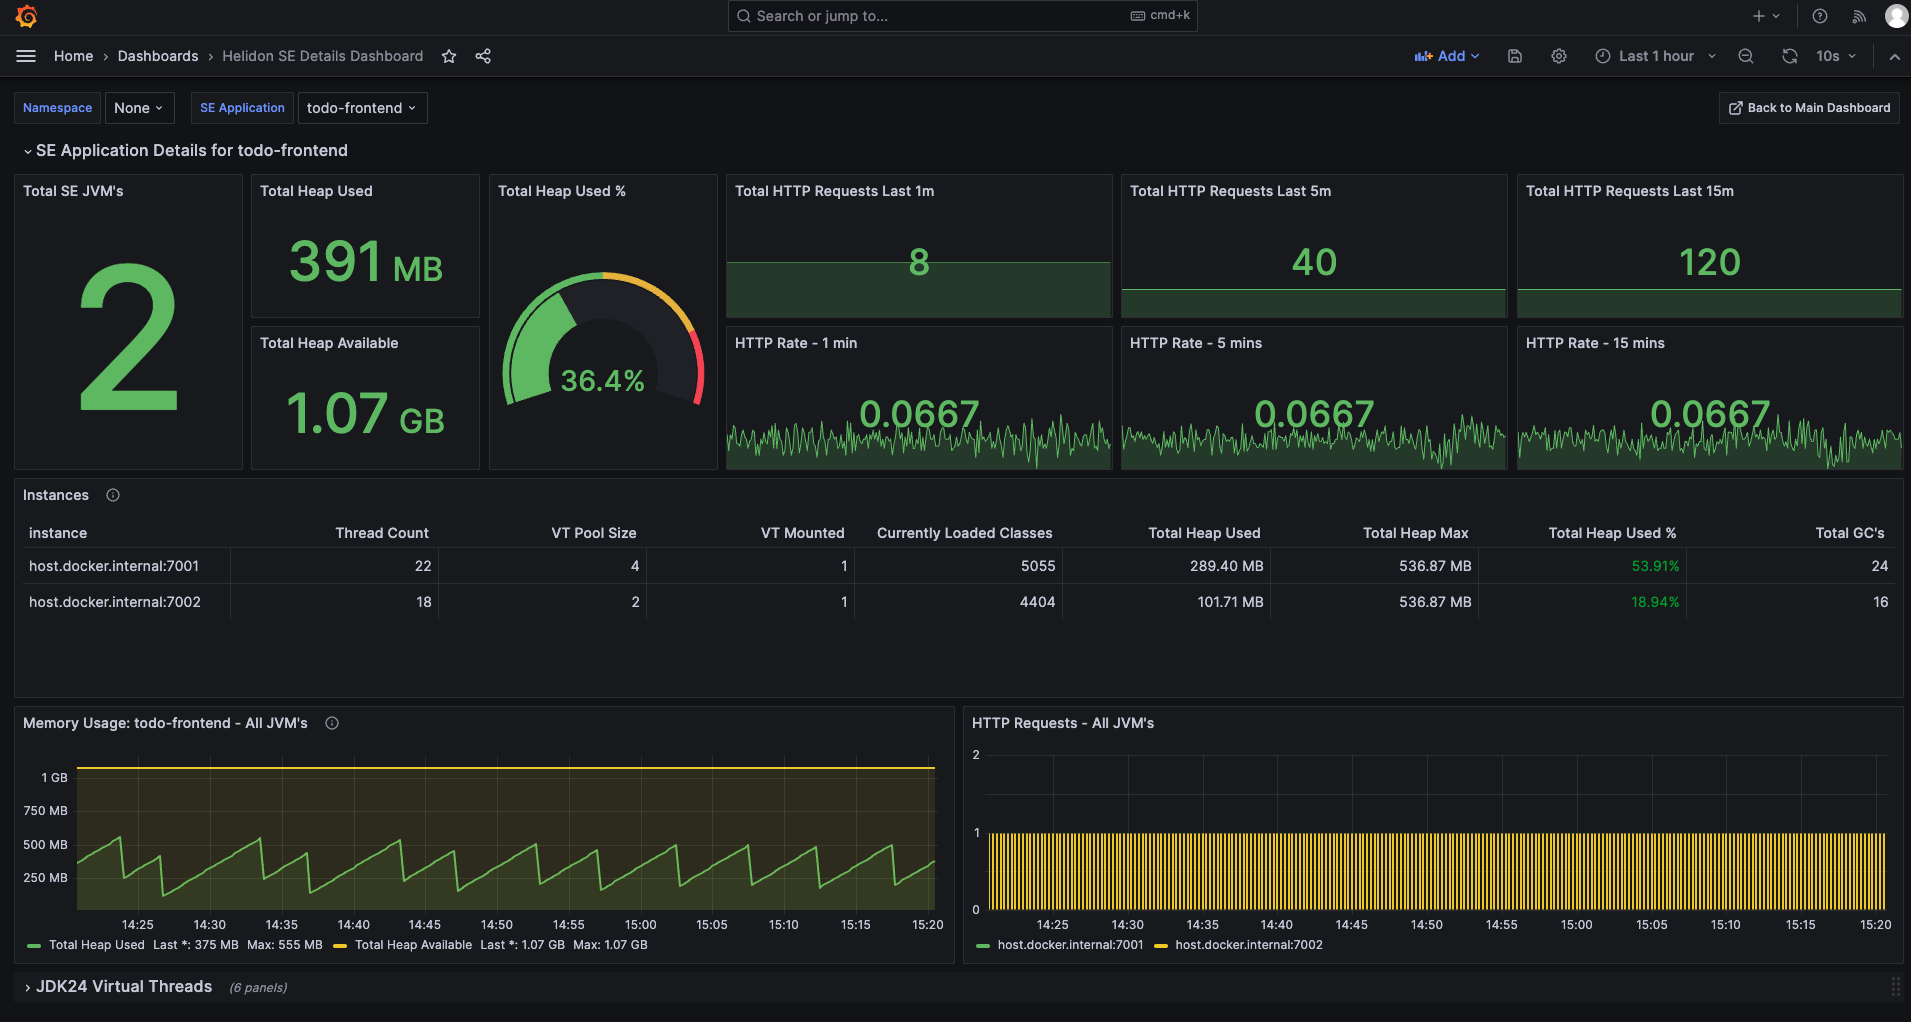 Search or jump to... cmd+k
Home › Dashboards › Helidon SE Details Dashboard Add Last 1 hour 10s
Namespace None SE Application todo-frontend Back to Main Dashboard
SE Application Details for todo-frontend
Total SE JVM's
2
Total Heap Used
391 MB
Total Heap Available
1.07 GB
Total Heap Used %
36.4%
Total HTTP Requests Last 1m
8
Total HTTP Requests Last 5m
40
Total HTTP Requests Last 15m
120
HTTP Rate - 1 min
0.0667
HTTP Rate - 5 mins
0.0667
HTTP Rate - 15 mins
0.0667
Instances
instance Thread Count VT Pool Size VT Mounted Currently Loaded Classes Total Heap Used Total Heap Max Total Heap Used % Total GC's
host.docker.internal:7001 22 4 1 5055 289.40 MB 536.87 MB 53.91% 24
host.docker.internal:7002 18 2 1 4404 101.71 MB 536.87 MB 18.94% 16
Memory Usage: todo-frontend - All JVM's
1 GB
750 MB
500 MB
250 MB
14:25 14:30 14:35 14:40 14:45 14:50 14:55 15:00 15:05 15:10 15:15 15:20
Total Heap Used Last *: 375 MB Max: 555 MB Total Heap Available Last *: 1.07 GB Max: 1.07 GB
HTTP Requests - All JVM's
2
1
0
14:25 14:30 14:35 14:40 14:45 14:50 14:55 15:00 15:05 15:10 15:15 15:20
host.docker.internal:7001 host.docker.internal:7002
JDK24 Virtual Threads (6 panels)